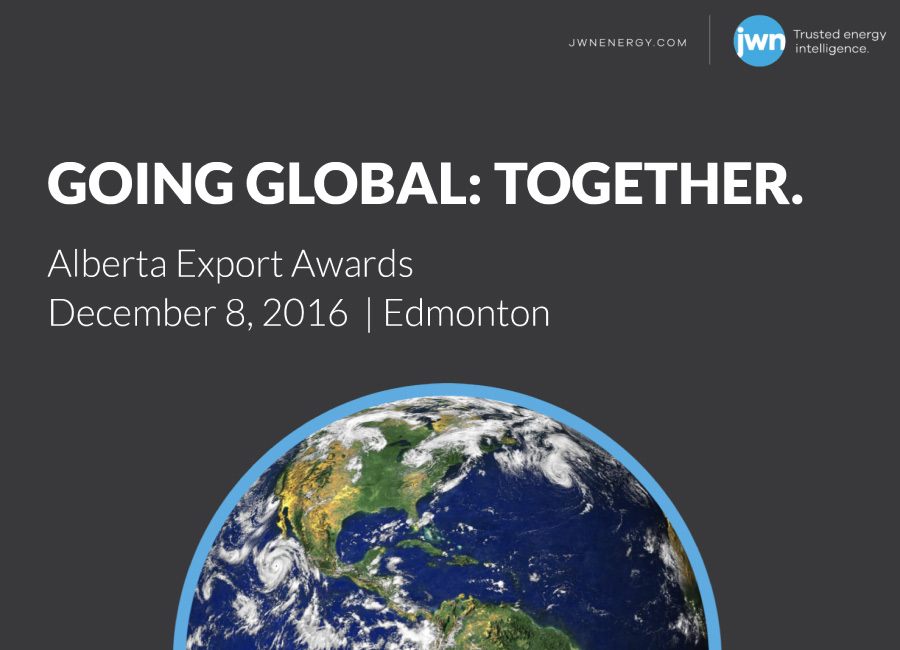 JWNENERGY.COM
jwn
Trusted energy
intelligence.
GOING GLOBAL: TOGETHER.
Alberta Export Awards
December 8, 2016 | Edmonton